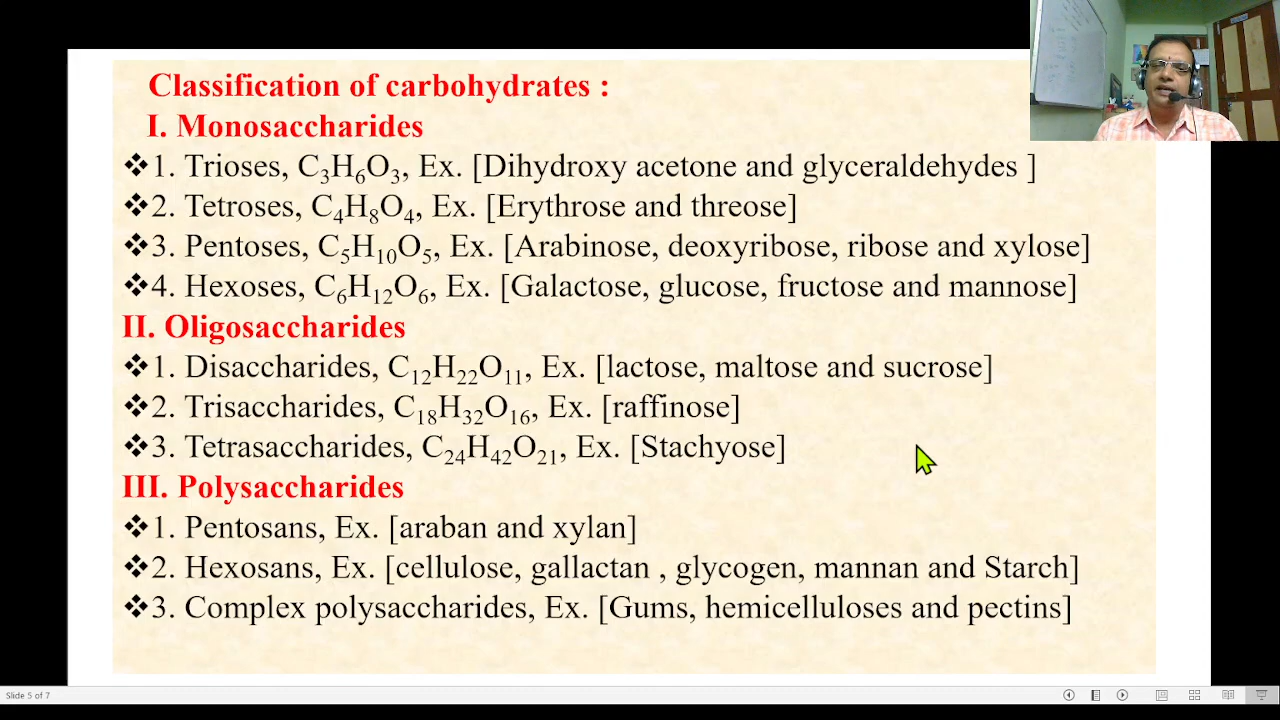 Classification of carbohydrates :
I. Monosaccharides
❖1. Trioses, C₃H₆O₃, Ex. [Dihydroxy acetone and glyceraldehydes ]
❖2. Tetroses, C₄H₈O₄, Ex. [Erythrose and threose]
❖3. Pentoses, C₅H₁₀O₅, Ex. [Arabinose, deoxyribose, ribose and xylose]
❖4. Hexoses, C₆H₁₂O₆, Ex. [Galactose, glucose, fructose and mannose]
II. Oligosaccharides
❖1. Disaccharides, C₁₂H₂₂O₁₁, Ex. [lactose, maltose and sucrose]
❖2. Trisaccharides, C₁₈H₃₂O₁₆, Ex. [raffinose]
❖3. Tetrasaccharides, C₂₄H₄₂O₂₁, Ex. [Stachyose]
III. Polysaccharides
❖1. Pentosans, Ex. [araban and xylan]
❖2. Hexosans, Ex. [cellulose, gallactan , glycogen, mannan and Starch]
❖3. Complex polysaccharides, Ex. [Gums, hemicelluloses and pectins]
Slide 5 of 7